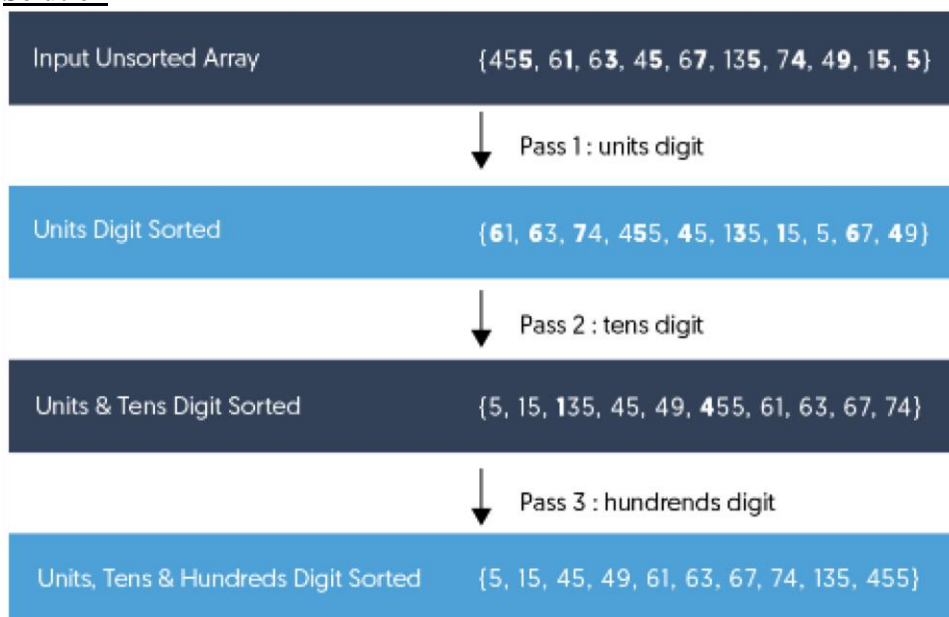 Input Unsorted Array {455, 61, 63, 45, 67, 135, 74, 49, 15, 5}
Pass 1 : units digit
Units Digit Sorted {61, 63, 74, 455, 45, 135, 15, 5, 67, 49}
Pass 2 : tens digit
Units & Tens Digit Sorted {5, 15, 135, 45, 49, 455, 61, 63, 67, 74}
Pass 3 : hundrends digit
Units, Tens & Hundreds Digit Sorted {5, 15, 45, 49, 61, 63, 67, 74, 135, 455}